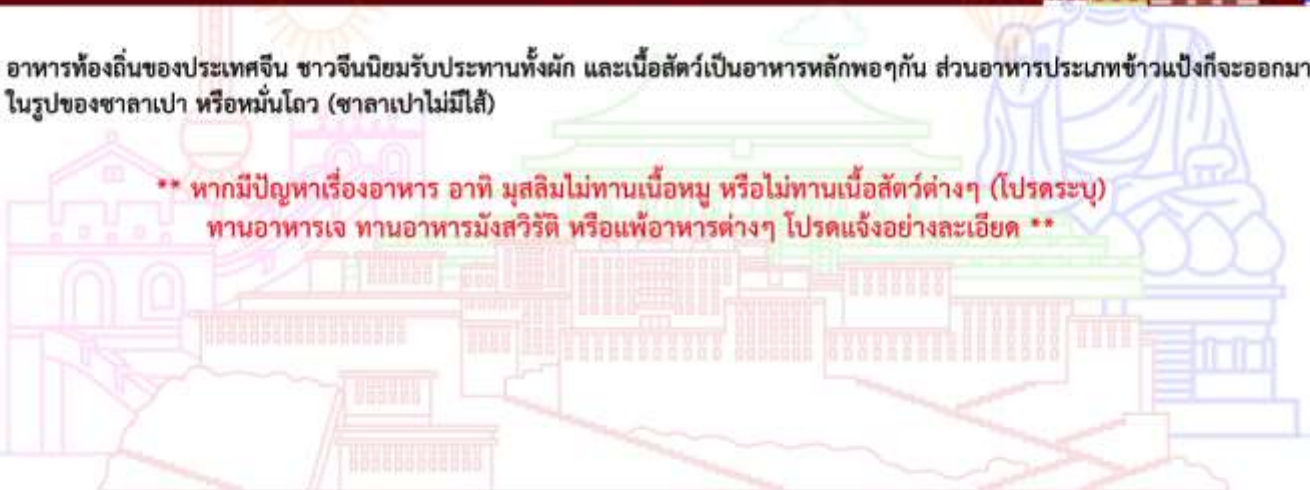 อาหารท้องถิ่นของประเทศจีน ชาวจีนนิยมรับประทานทั้งผัก และเนื้อสัตว์เป็นอาหารหลักพอๆกัน ส่วนอาหารประเภทข้าวแป้งก็จะออกมา
ในรูปของซาลาเปา หรือหมั่นโถว (ซาลาเปาไม่มีไส้)
** หากมีปัญหาเรื่องอาหาร อาทิ มุสลิมไม่ทานเนื้อหมู หรือไม่ทานเนื้อสัตว์ต่างๆ (โปรดระบุ)
ทานอาหารเจ ทานอาหารมังสวิรัติ หรือแพ้อาหารต่างๆ โปรดแจ้งอย่างละเอียด **